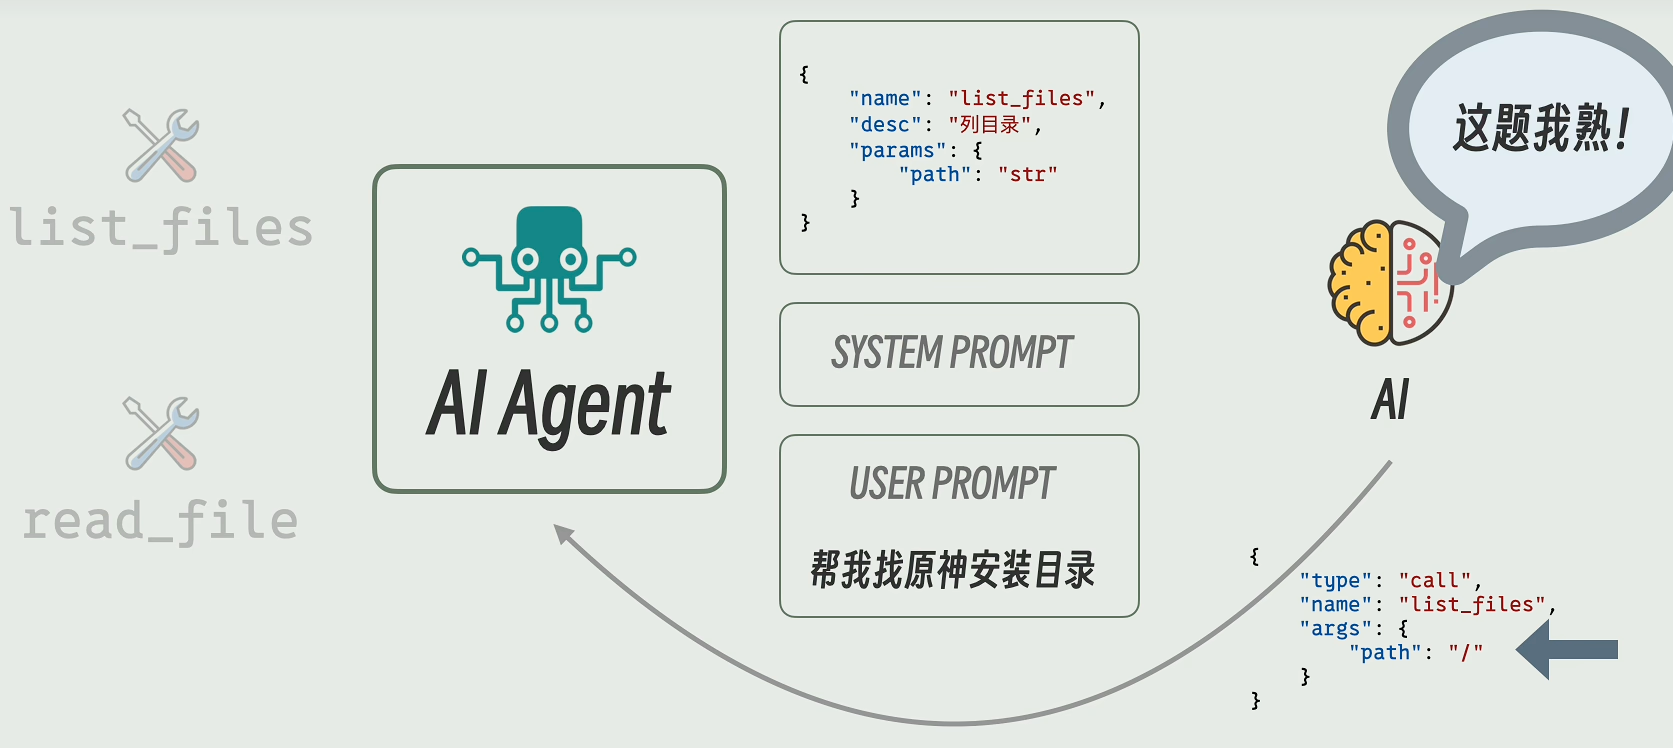 list_files
read_file
AI Agent
{
    "name": "list_files",
    "desc": "列目录",
    "params": {
        "path": "str"
    }
}
SYSTEM PROMPT
USER PROMPT
帮我找原神安装目录
这题我熟!
AI
{
    "type": "call",
    "name": "list_files",
    "args": {
        "path": "/"
    }
}